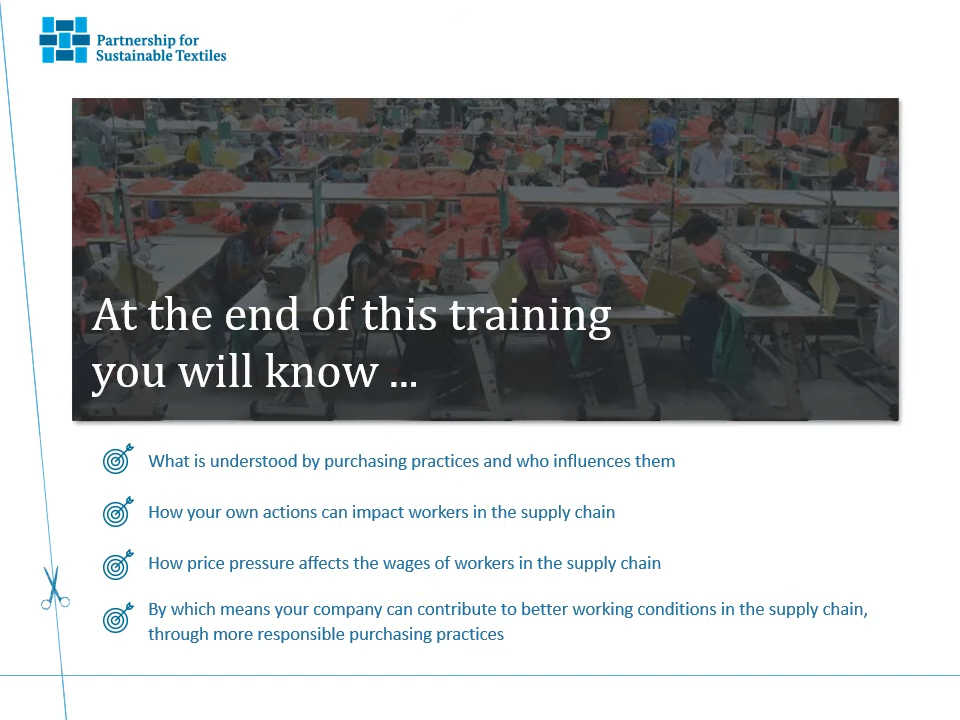 Partnership for
Sustainable Textiles
At the end of this training
you will know ...
What is understood by purchasing practices and who influences them
How your own actions can impact workers in the supply chain
How price pressure affects the wages of workers in the supply chain
By which means your company can contribute to better working conditions in the supply chain,
through more responsible purchasing practices